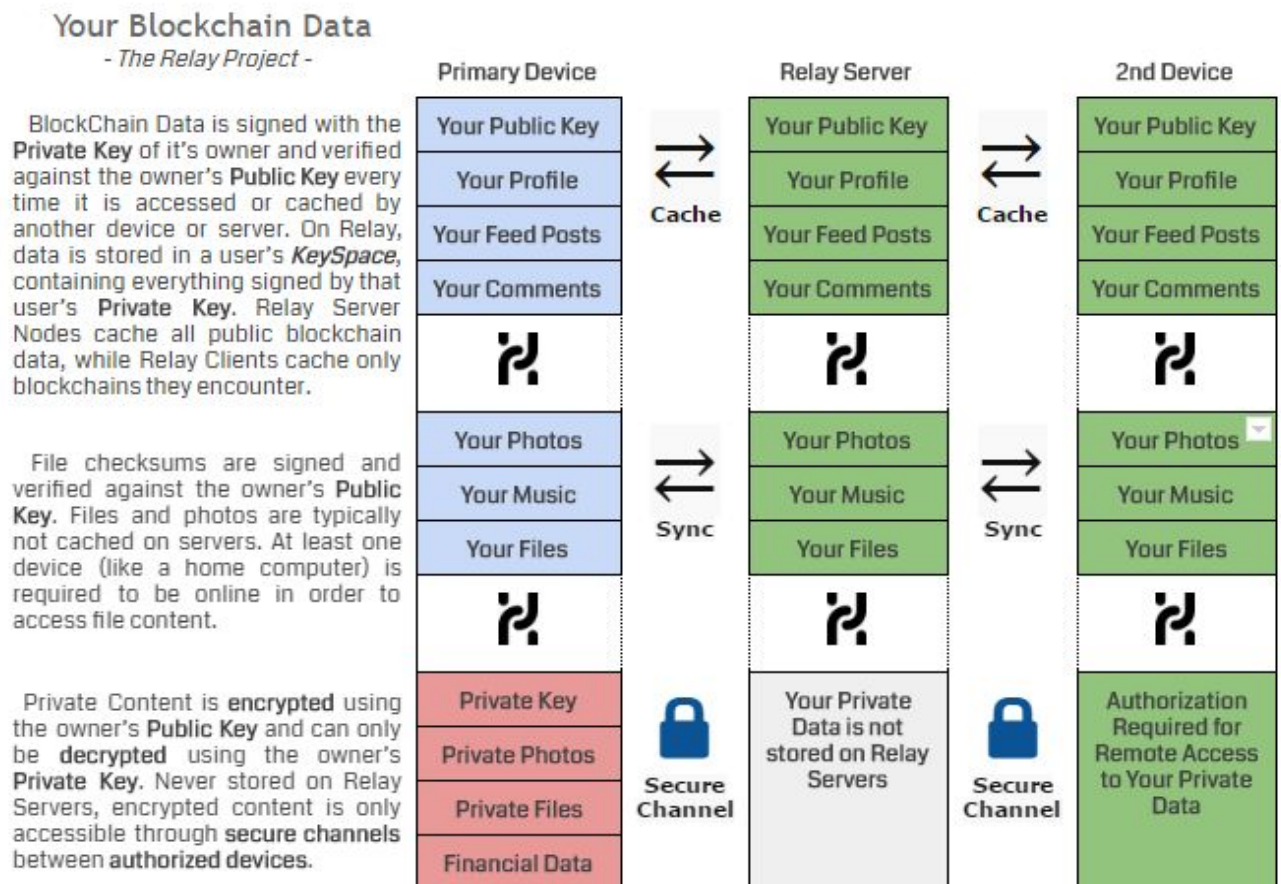 Your Blockchain Data
- The Relay Project -
BlockChain Data is signed with the
Private Key of it's owner and verified
against the owner's Public Key every
time it is accessed or cached by
another device or server. On Relay,
data is stored in a user's KeySpace,
containing everything signed by that
user's Private Key. Relay Server
Nodes cache all public blockchain
data, while Relay Clients cache only
blockchains they encounter.
File checksums are signed and
verified against the owner's Public
Key. Files and photos are typically
not cached on servers. At least one
device (like a home computer) is
required to be online in order to
access file content.
Private Content is encrypted using
the owner's Public Key and can only
be decrypted using the owner's
Private Key. Never stored on Relay
Servers, encrypted content is only
accessible through secure channels
between authorized devices.
Primary Device
Your Public Key
Your Profile
Your Feed Posts
Your Comments
Your Photos
Your Music
Your Files
Private Key
Private Photos
Private Files
Financial Data
Cache
Sync
Secure
Channel
Relay Server
Your Public Key
Your Profile
Your Feed Posts
Your Comments
Your Photos
Your Music
Your Files
Your Private
Data is not
stored on Relay
Servers
Cache
Sync
Secure
Channel
2nd Device
Your Public Key
Your Profile
Your Feed Posts
Your Comments
Your Photos
Your Music
Your Files
Authorization
Required for
Remote Access
to Your Private
Data